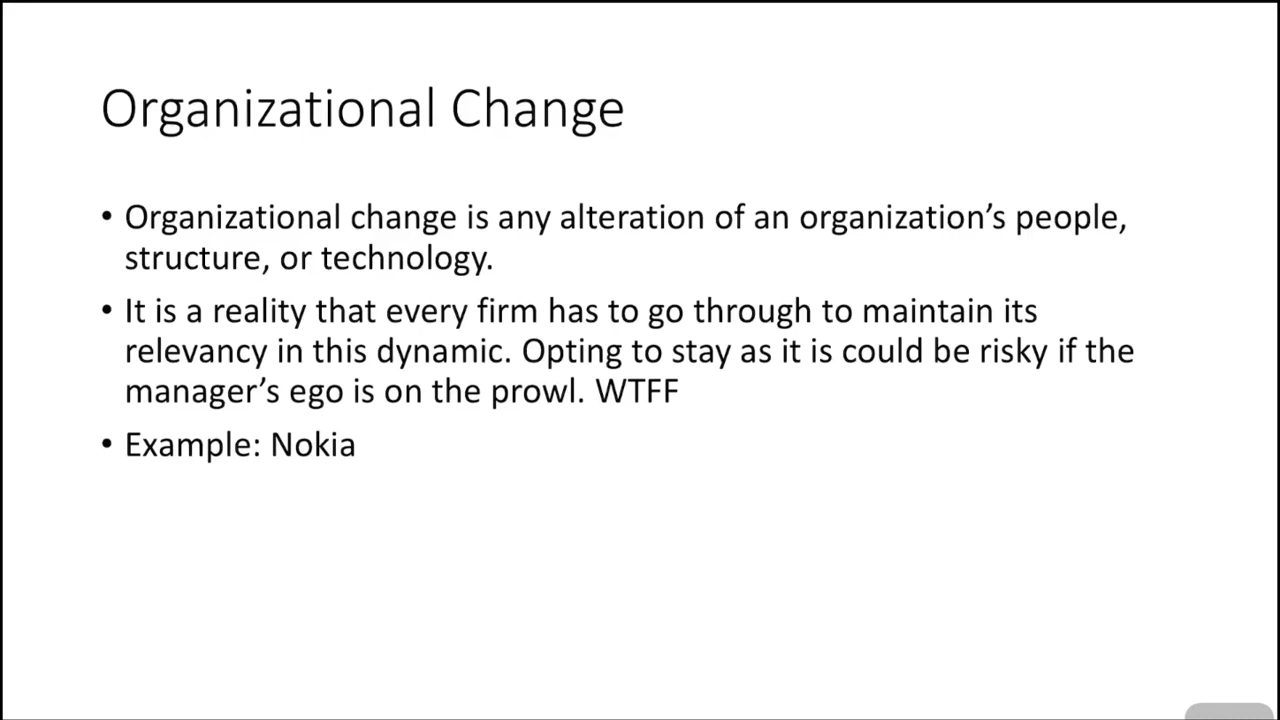 Organizational Change
• Organizational change is any alteration of an organization’s people,
structure, or technology.
• It is a reality that every firm has to go through to maintain its
relevancy in this dynamic. Opting to stay as it is could be risky if the
manager’s ego is on the prowl. WTFF
• Example: Nokia